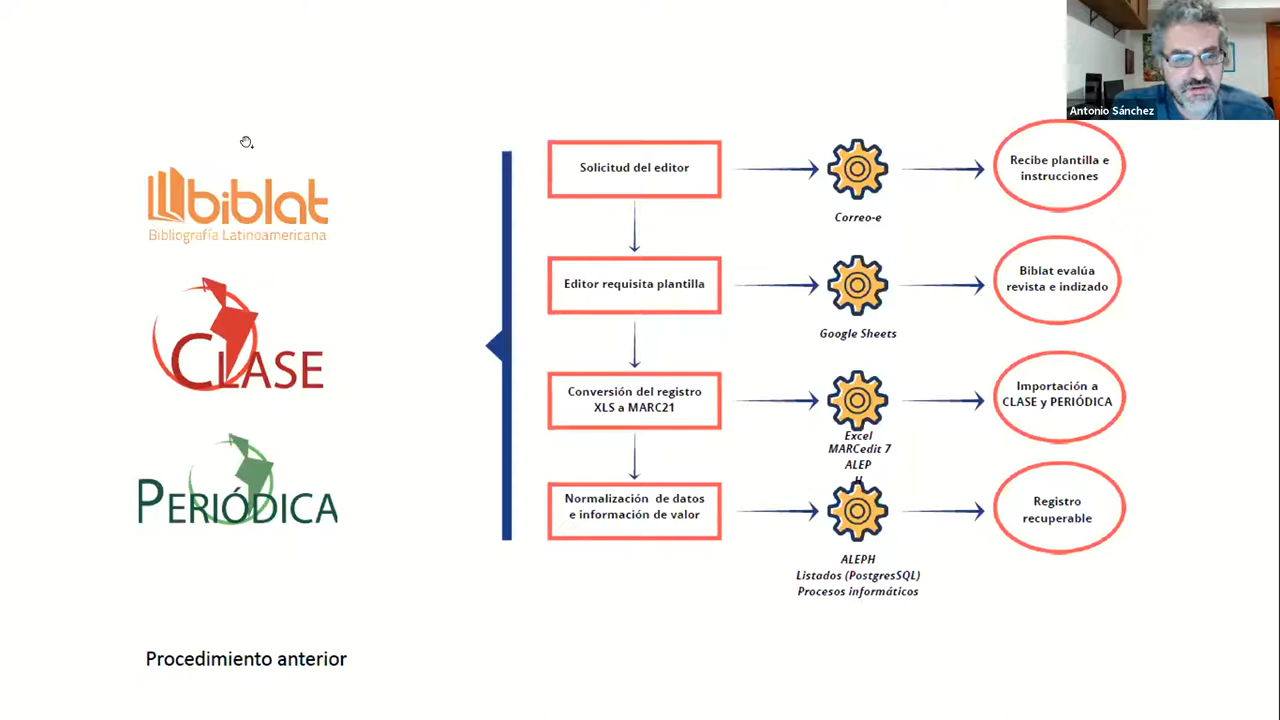 Antonio Sánchez
biblat
Bibliografía Latinoamericana
CLASE
PERIÓDICA
Solicitud del editor
Correo-e
Recibe plantilla e
instrucciones
Editor requisita plantilla
Google Sheets
Biblat evalúa
revista e indizado
Conversión del registro
XLS a MARC21
Excel
MARCedit 7
ALEP
H
Importación a
CLASE y PERIÓDICA
Normalización de datos
e información de valor
ALEPH
Listados (PostgresSQL)
Procesos informáticos
Registro
recuperable
Procedimiento anterior